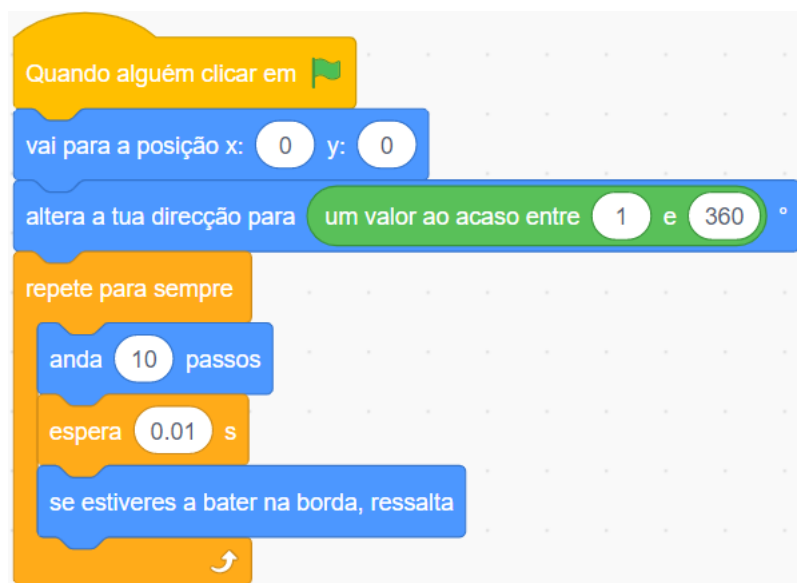 Quando alguém clicar em
vai para a posição x: 0 y: 0
altera a tua direcção para um valor ao acaso entre 1 e 360 °
repete para sempre
anda 10 passos
espera 0.01 s
se estiveres a bater na borda, ressalta